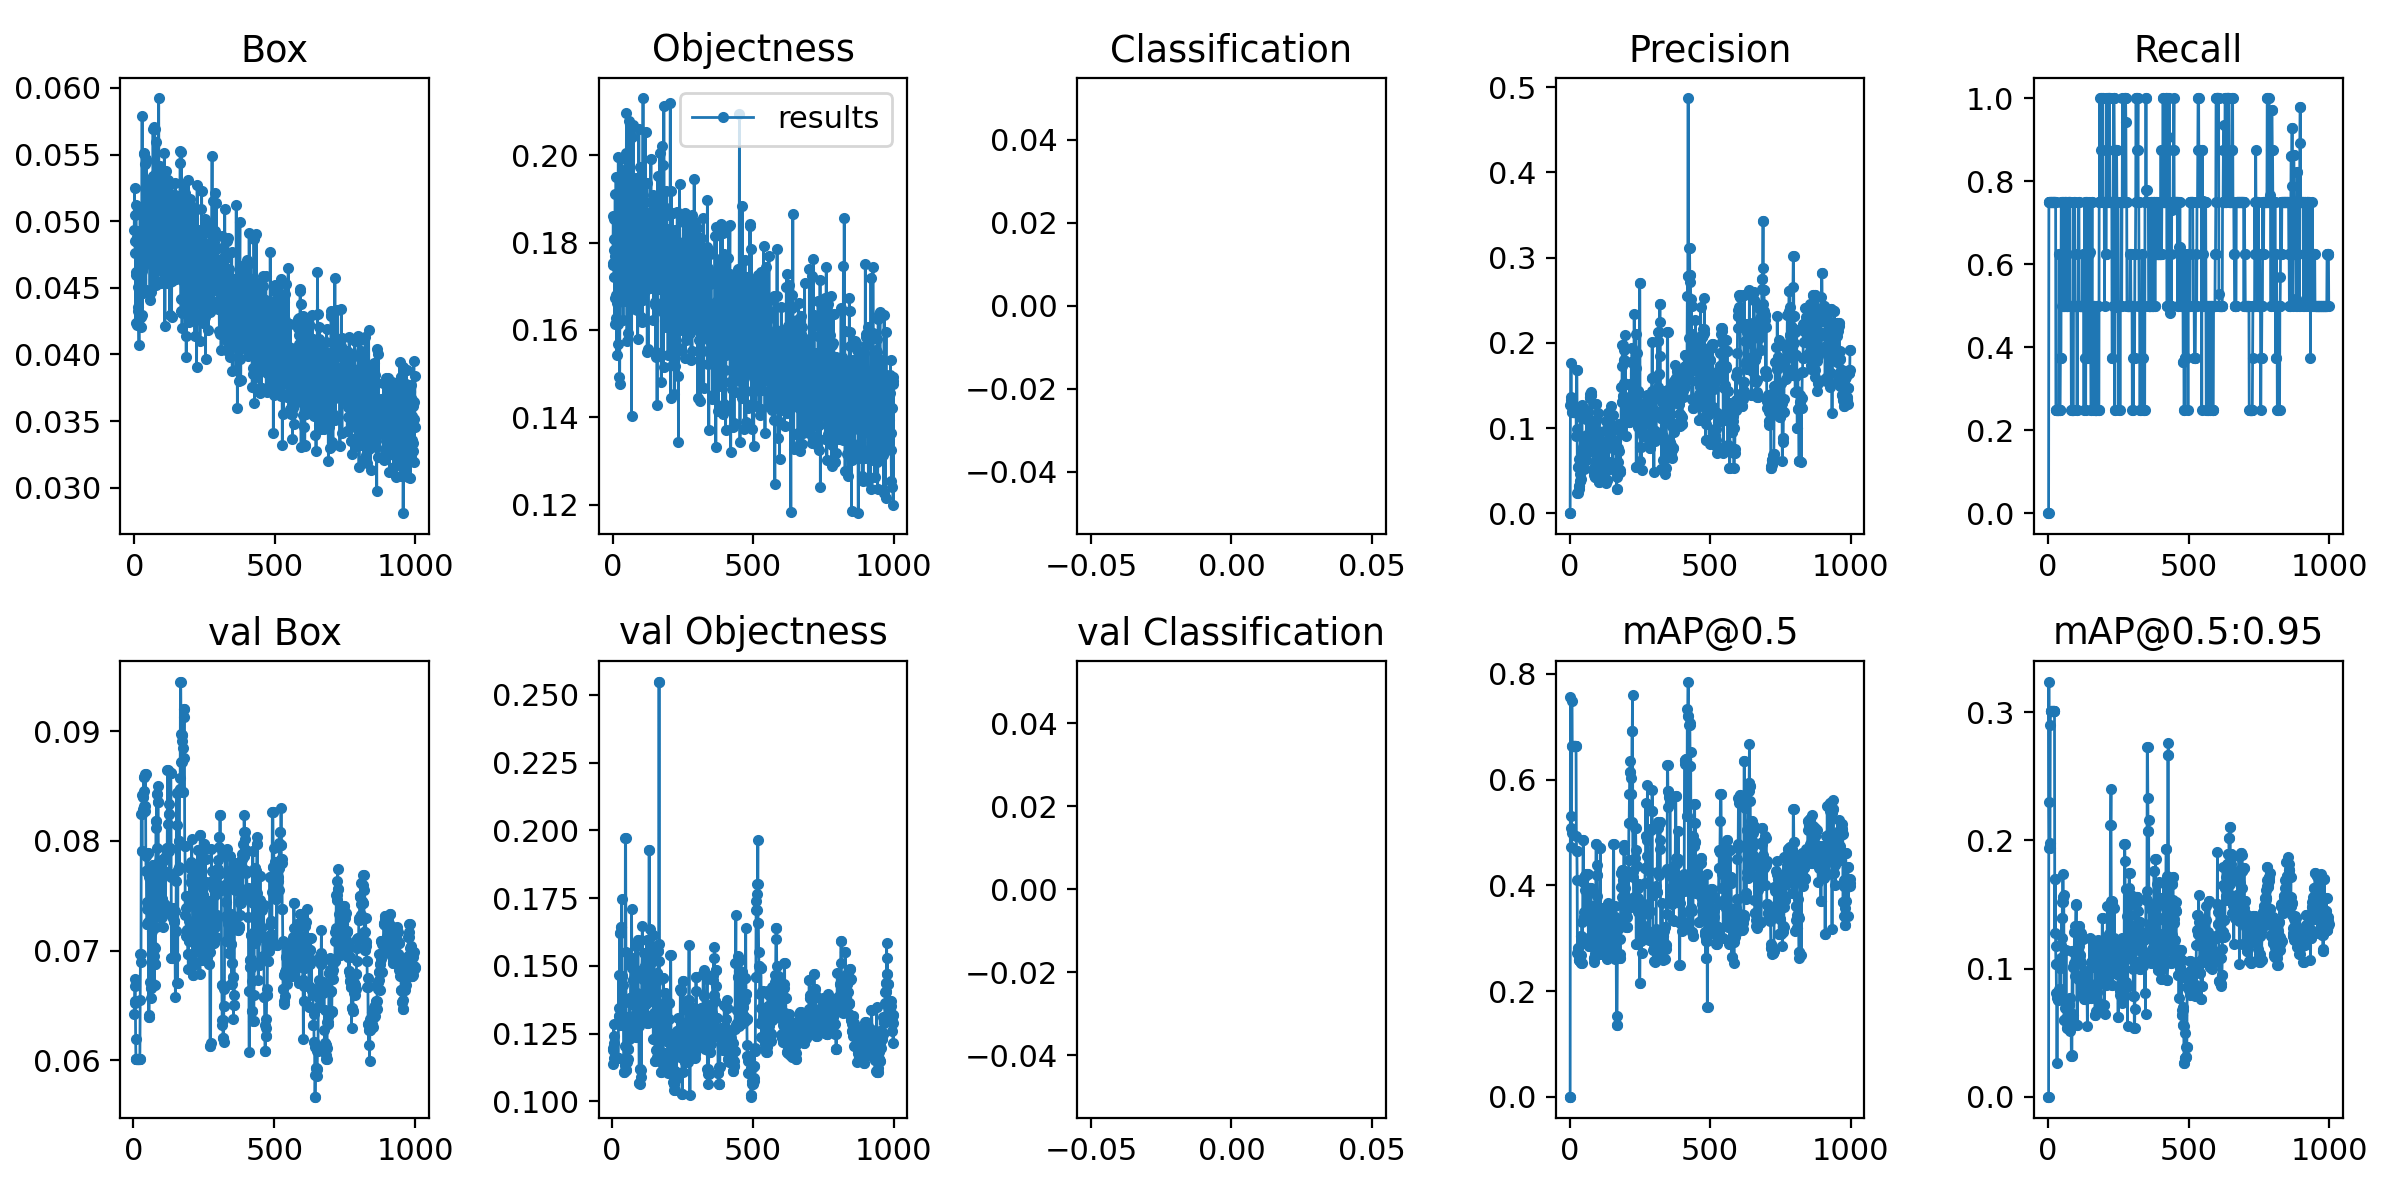 Box
Objectness
Classification
Precision
Recall
0.060
0.055
0.050
0.045
0.040
0.035
0.030
0 500 1000
results
0.20
0.18
0.16
0.14
0.12
0 500 1000
0.04
0.02
0.00
−0.02
−0.04
−0.05 0.00 0.05
0.5
0.4
0.3
0.2
0.1
0.0
0 500 1000
1.0
0.8
0.6
0.4
0.2
0.0
0 500 1000
val Box
val Objectness
val Classification
mAP@0.5
mAP@0.5:0.95
0.09
0.08
0.07
0.06
0 500 1000
0.250
0.225
0.200
0.175
0.150
0.125
0.100
0 500 1000
0.04
0.02
0.00
−0.02
−0.04
−0.05 0.00 0.05
0.8
0.6
0.4
0.2
0.0
0 500 1000
0.3
0.2
0.1
0.0
0 500 1000